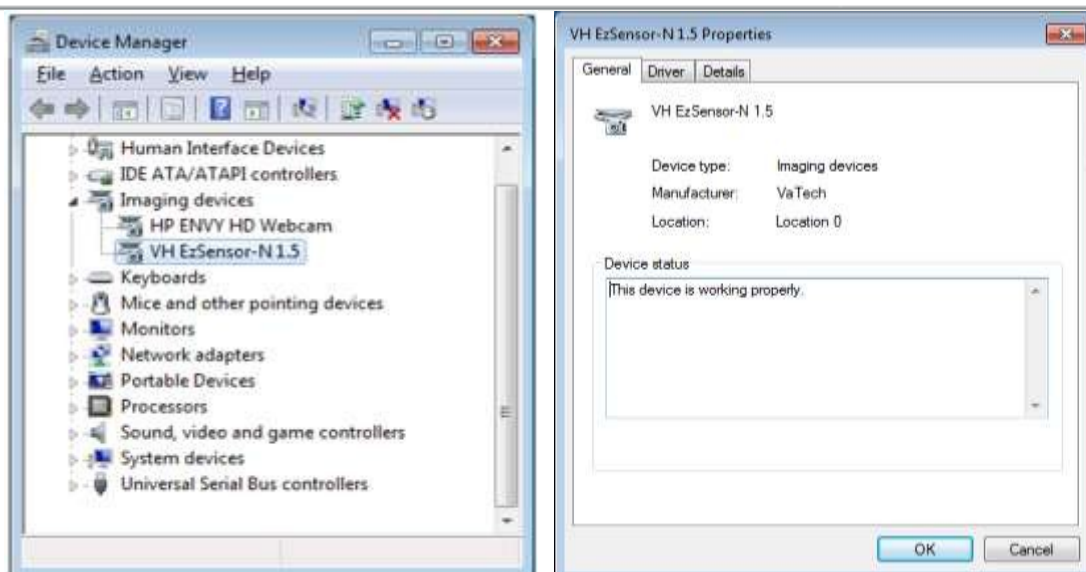 Device Manager
File Action View Help
Human Interface Devices
IDE ATA/ATAPI controllers
Imaging devices
HP ENVY HD Webcam
VH EzSensor-N 1.5
Keyboards
Mice and other pointing devices
Monitors
Network adapters
Portable Devices
Processors
Sound, video and game controllers
System devices
Universal Serial Bus controllers
VH EzSensor-N 1.5 Properties
General Driver Details
VH EzSensor-N 1.5
Device type: Imaging devices
Manufacturer: VaTech
Location: Location 0
Device status
This device is working properly.
OK Cancel